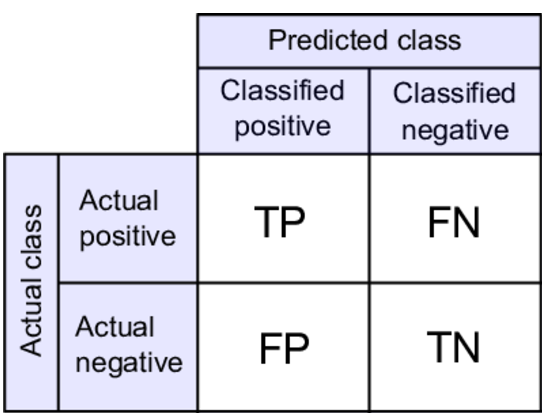 Predicted class
Classified
positive
Classified
negative
Actual class
Actual
positive
TP
FN
Actual
negative
FP
TN